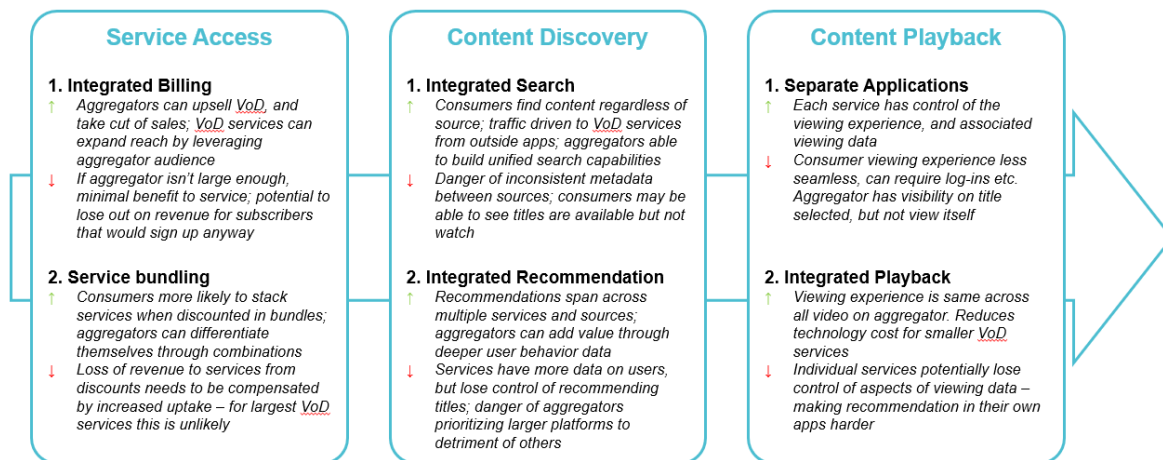 Service Access
1. Integrated Billing
↑ Aggregators can upsell VoD, and
take cut of sales; VoD services can
expand reach by leveraging
aggregator audience
↓ If aggregator isn't large enough,
minimal benefit to service; potential to
lose out on revenue for subscribers
that would sign up anyway
2. Service bundling
↑ Consumers more likely to stack
services when discounted in bundles;
aggregators can differentiate
themselves through combinations
↓ Loss of revenue to services from
discounts needs to be compensated
by increased uptake – for largest VoD
services this is unlikely
Content Discovery
1. Integrated Search
↑ Consumers find content regardless of
source; traffic driven to VoD services
from outside apps; aggregators able
to build unified search capabilities
↓ Danger of inconsistent metadata
between sources; consumers may be
able to see titles are available but not
watch
2. Integrated Recommendation
↑ Recommendations span across
multiple services and sources;
aggregators can add value through
deeper user behavior data
↓ Services have more data on users,
but lose control of recommending
titles; danger of aggregators
prioritizing larger platforms to
detriment of others
Content Playback
1. Separate Applications
↑ Each service has control of the
viewing experience, and associated
viewing data
↓ Consumer viewing experience less
seamless, can require log-ins etc.
Aggregator has visibility on title
selected, but not view itself
2. Integrated Playback
↑ Viewing experience is same across
all video on aggregator. Reduces
technology cost for smaller VoD
services
↓ Individual services potentially lose
control of aspects of viewing data –
making recommendation in their own
apps harder